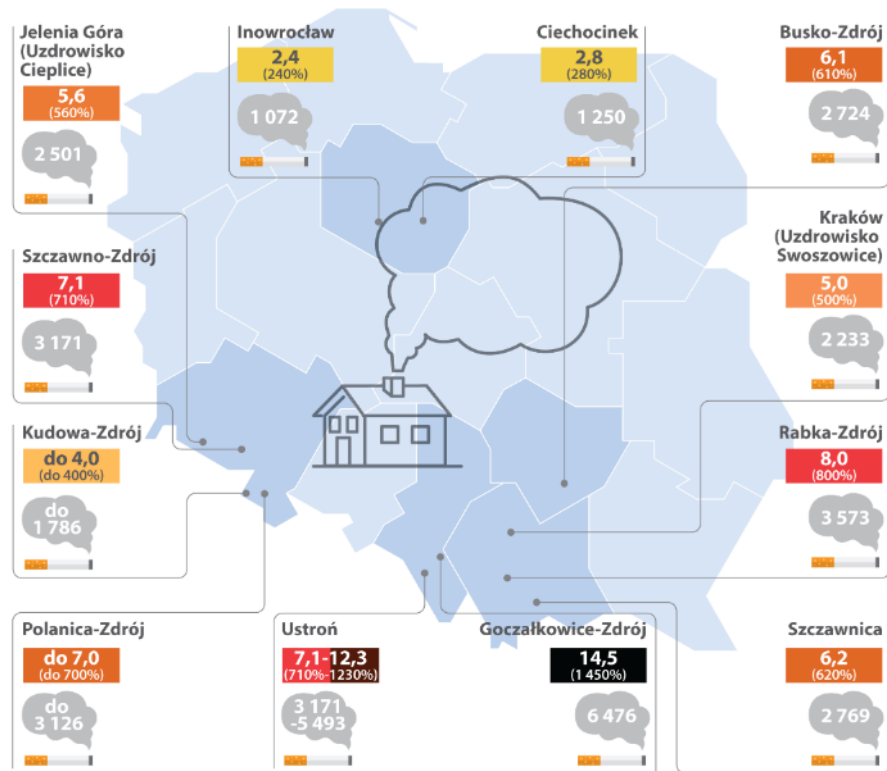 Jelenia Góra
(Uzdrowisko
Cieplice)
5,6
(560%)
2 501
Inowrocław
2,4
(240%)
1 072
Ciechocinek
2,8
(280%)
1 250
Busko-Zdrój
6,1
(610%)
2 724
Szczawno-Zdrój
7,1
(710%)
3 171
Kraków
(Uzdrowisko
Swoszowice)
5,0
(500%)
2 233
Kudowa-Zdrój
do 4,0
(do 400%)
do
1 786
Rabka-Zdrój
8,0
(800%)
3 573
Polanica-Zdrój
do 7,0
(do 700%)
do
3 126
Ustroń
7,1-12,3
(710%-1230%)
3 171
-5 493
Goczałkowice-Zdrój
14,5
(1 450%)
6 476
Szczawnica
6,2
(620%)
2 769